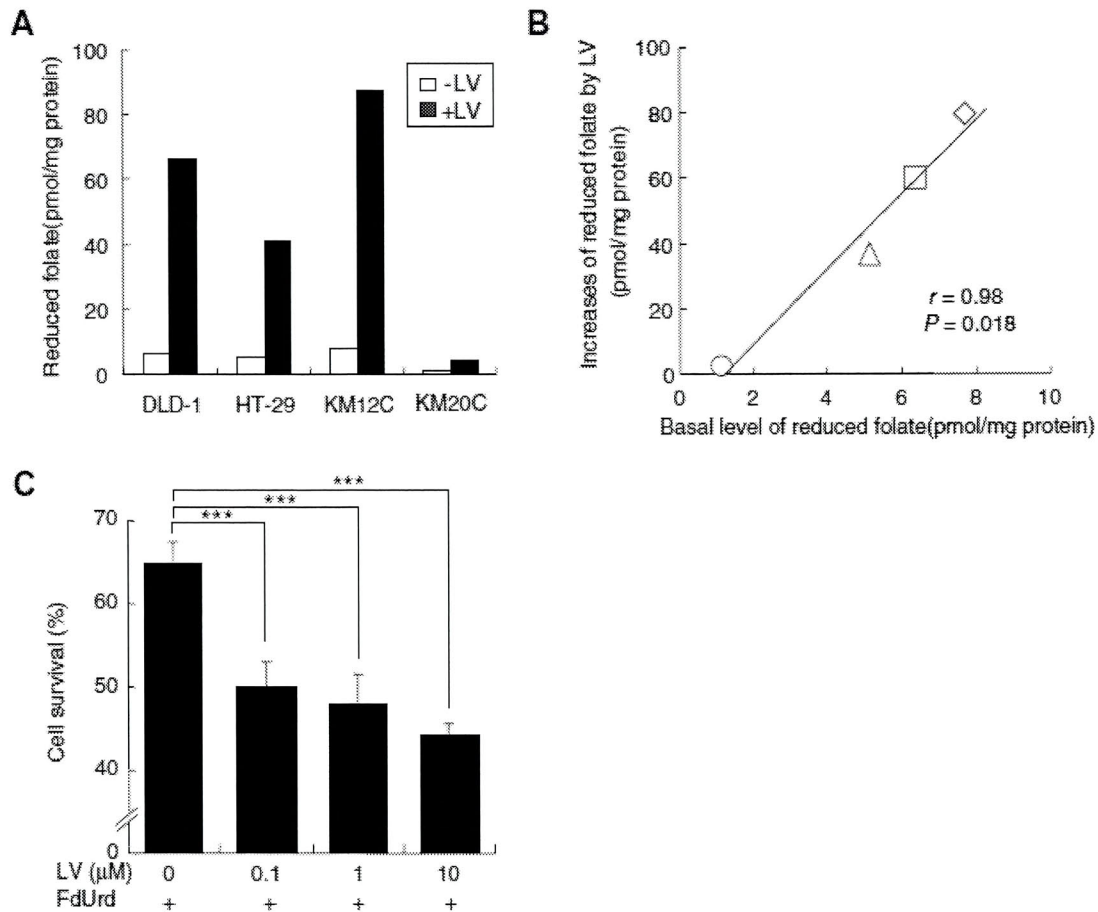 A
Reduced folate(pmol/mg protein)
100
80
60
40
20
0
-LV
+LV
DLD-1 HT-29 KM12C KM20C
B
Increases of reduced folate by LV
(pmol/mg protein)
100
80
60
40
20
0
r = 0.98
P = 0.018
0 2 4 6 8 10
Basal level of reduced folate(pmol/mg protein)
C
Cell survival (%)
70
60
50
40
0
***
***
***
LV (μM) 0 0.1 1 10
FdUrd + + + +